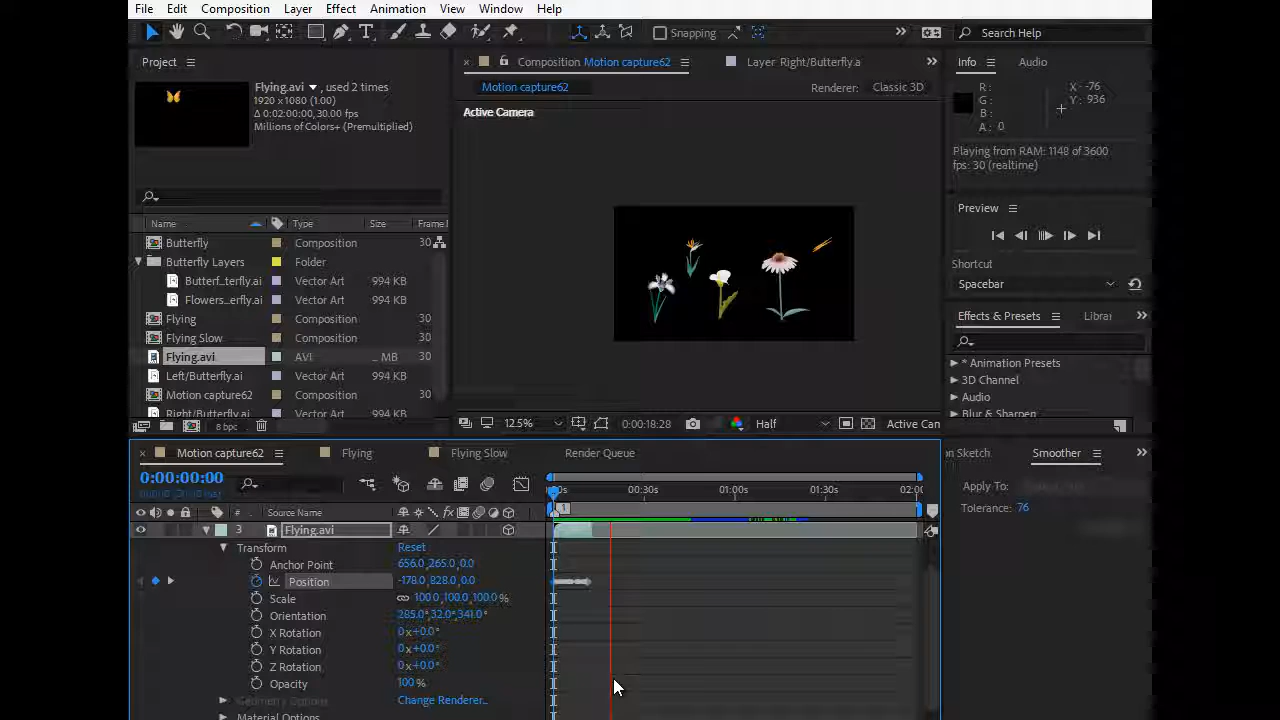 File Edit Composition Layer Effect Animation View Window Help
Snapping
Search Help
Project
Flying.avi , used 2 times
1920 x 1080 (1.00)
Δ 0:02:00:00, 30.00 fps
Millions of Colors+ (Premultiplied)
Name Type Size Frame
Butterfly Composition 30
Butterfly Layers Folder
Butterf...terfly.ai Vector Art 994 KB
Flowers...erfly.ai Vector Art 994 KB
Flying Composition 30
Flying Slow Composition 30
Flying.avi AVI ... MB 30
Left/Butterfly.ai Vector Art 994 KB
Motion capture62 Composition 30
Right/Butterfly.ai Vector Art 994 KB
8 bpc
Composition Motion capture62
Layer Right/Butterfly.a
Motion capture62
Renderer: Classic 3D
Active Camera
12.5% 0:00:18:28 Half Active Can
Info Audio
R: X: -76
G: Y: 936
B:
A: 0
Playing from RAM: 1148 of 3600
fps: 30 (realtime)
Preview
Shortcut
Spacebar
Effects & Presets Librai
* Animation Presets
3D Channel
Audio
Blur & Sharpen
Motion capture62 Flying Flying Slow Render Queue
0:00:00:00
# Source Name fx
00s 00:30s 01:00s 01:30s 02:0
1
3 Flying.avi
Transform Reset
Anchor Point 656.0,265.0,0.0
Position -178.0,828.0,0.0
Scale 100.0,100.0,100.0%
Orientation 285.0°,32.0°,341.0°
X Rotation 0x+0.0°
Y Rotation 0x+0.0°
Z Rotation 0x+0.0°
Opacity 100%
Geometry Options Change Renderer...
Material Options
on Sketch Smoother
Apply To:
Tolerance: 76